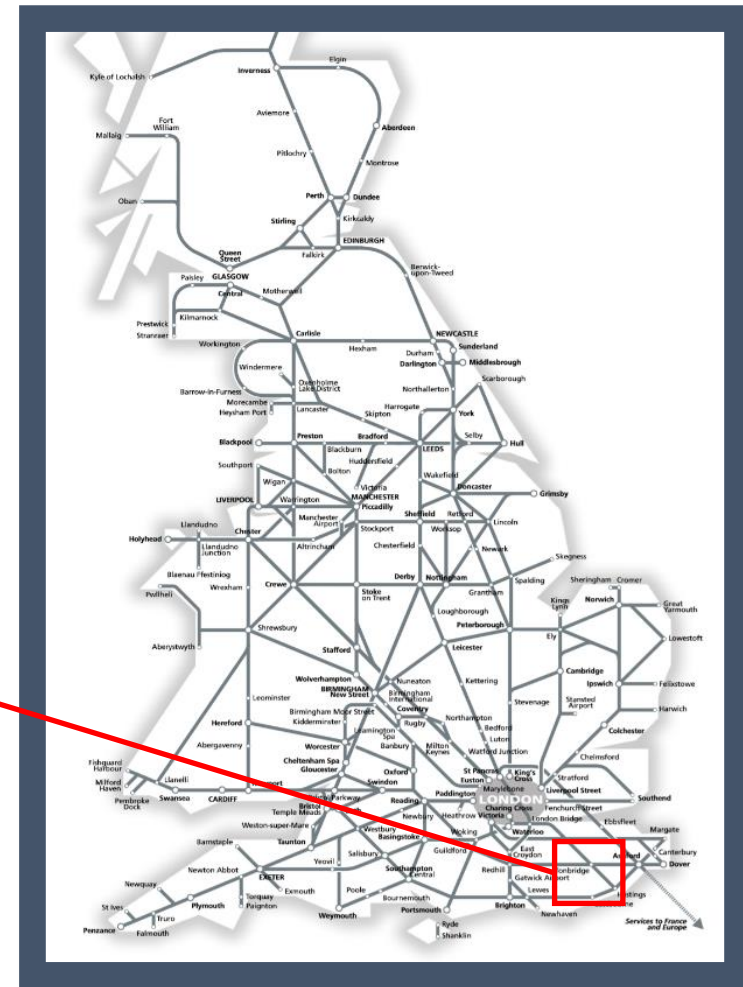 Elgin
Inverness
Kyle of Lochalsh
Aviemore
Fort
William
Mallaig
Aberdeen
Pitlochry
Montrose
Perth
Dundee
Oban
Stirling
Kirkcaldy
EDINBURGH
Queen
Street
Falkirk
Berwick-
upon-Tweed
Paisley
GLASGOW
Central
Motherwell
Kilmarnock
Prestwick
Stranraer
Carlisle
NEWCASTLE
Workington
Hexham
Sunderland
Durham
Darlington
Middlesbrough
Windermere
Oxenholme
Lake District
Scarborough
Barrow-in-Furness
Northallerton
Morecambe
Heysham Port
Lancaster
Harrogate
York
Skipton
Blackpool
Preston
Bradford
Selby
Hull
Blackburn
LEEDS
Southport
Huddersfield
Bolton
Wakefield
Wigan
Victoria
Doncaster
Grimsby
LIVERPOOL
Warrington
MANCHESTER
Piccadilly
Manchester
Airport
Sheffield
Retford
Llandudno
Stockport
Worksop
Lincoln
Holyhead
Chester
Llandudno
Junction
Altrincham
Chesterfield
Newark
Skegness
Blaenau Ffestiniog
Wrexham
Crewe
Derby
Nottingham
Spalding
Sheringham
Cromer
Pwllheli
Stoke
on Trent
Grantham
Kings
Lynn
Norwich
Great
Yarmouth
Loughborough
Shrewsbury
Peterborough
Ely
Lowestoft
Aberystwyth
Stafford
Leicester
Wolverhampton
Cambridge
BIRMINGHAM
New Street
Nuneaton
Kettering
Ipswich
Felixstowe
Birmingham
International
Leominster
Stansted
Airport
Birmingham Moor Street
Coventry
Stevenage
Harwich
Kidderminster
Rugby
Northampton
Hereford
Leamington
Spa
Bedford
Colchester
Abergavenny
Worcester
Banbury
Milton
Keynes
Luton
Watford Junction
Chelmsford
Fishguard
Harbour
Cheltenham Spa
Gloucester
Oxford
St Pancras
King's
Cross
Stratford
Llanelli
Swindon
Euston
Marylebone
Milford
Haven
Liverpool Street
Pembroke
Dock
Swansea
CARDIFF
Parkway
Reading
Paddington
LONDON
Southend
Bristol
Temple Meads
Fenchurch Street
Newbury
Heathrow
Victoria
Charing Cross
London Bridge
Ebbsfleet
Weston-super-Mare
Westbury
Basingstoke
Woking
Waterloo
Margate
Barnstaple
Taunton
Salisbury
Guildford
East
Croydon
Canterbury
Yeovil
Southampton
Central
Redhill
Dover
Newton Abbot
EXETER
Gatwick Airport
Newquay
Exmouth
Poole
Lewes
St Ives
Torquay
Paignton
Bournemouth
Plymouth
Portsmouth
Brighton
Truro
Weymouth
Newhaven
Penzance
Falmouth
Ryde
Shanklin
Services to France
and Europe